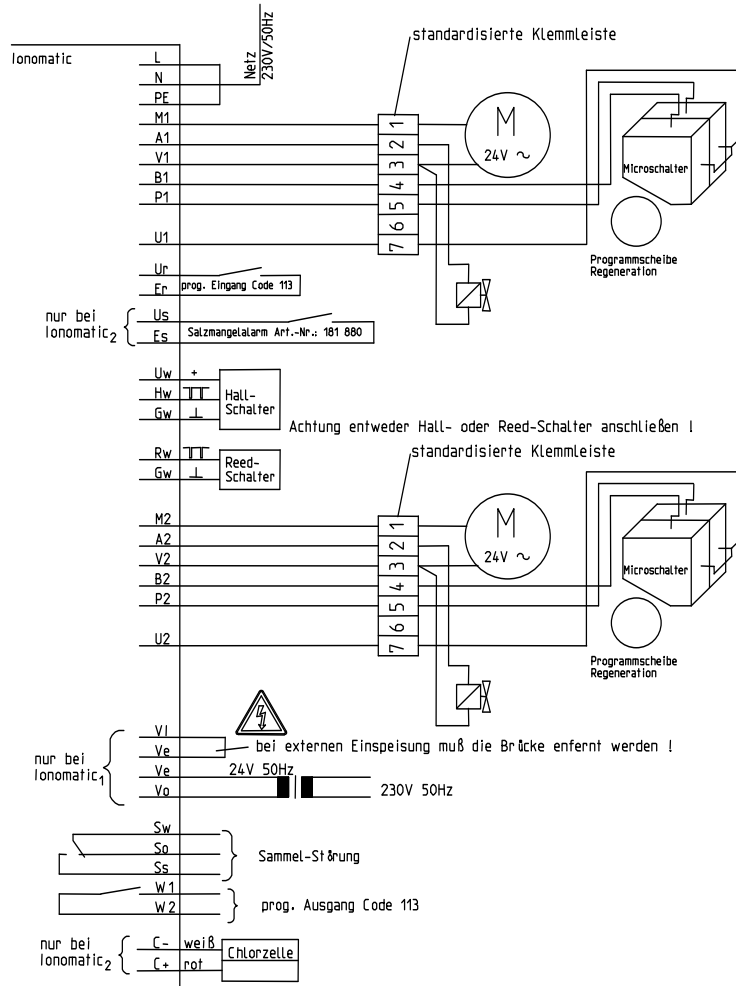 standardisierte Klemmleiste
Ionomatic
Netz
230V/50Hz
L
N
PE
M1
A1
V1
B1
P1
U1
1
2
3
4
5
6
7
M
24V ~
Microschalter
Programmscheibe
Regeneration
Ur
Er
prog. Eingang Code 113
nur bei
Ionomatic2
Us
Es
Salzmangelalarm Art.-Nr.: 181 880
Uw +
Hw
Gw
Hall-
Schalter
Achtung entweder Hall- oder Reed-Schalter anschließen !
Rw
Gw
Reed-
Schalter
standardisierte Klemmleiste
M2
A2
V2
B2
P2
U2
1
2
3
4
5
6
7
M
24V ~
Microschalter
Programmscheibe
Regeneration
nur bei
Ionomatic1
Vl
Ve
Ve
Vo
bei externen Einspeisung muß die Brücke enfernt werden !
24V 50Hz
230V 50Hz
Sw
So
Ss
Sammel-Störung
W1
W2
prog. Ausgang Code 113
nur bei
Ionomatic2
C- weiß
C+ rot
Chlorzelle